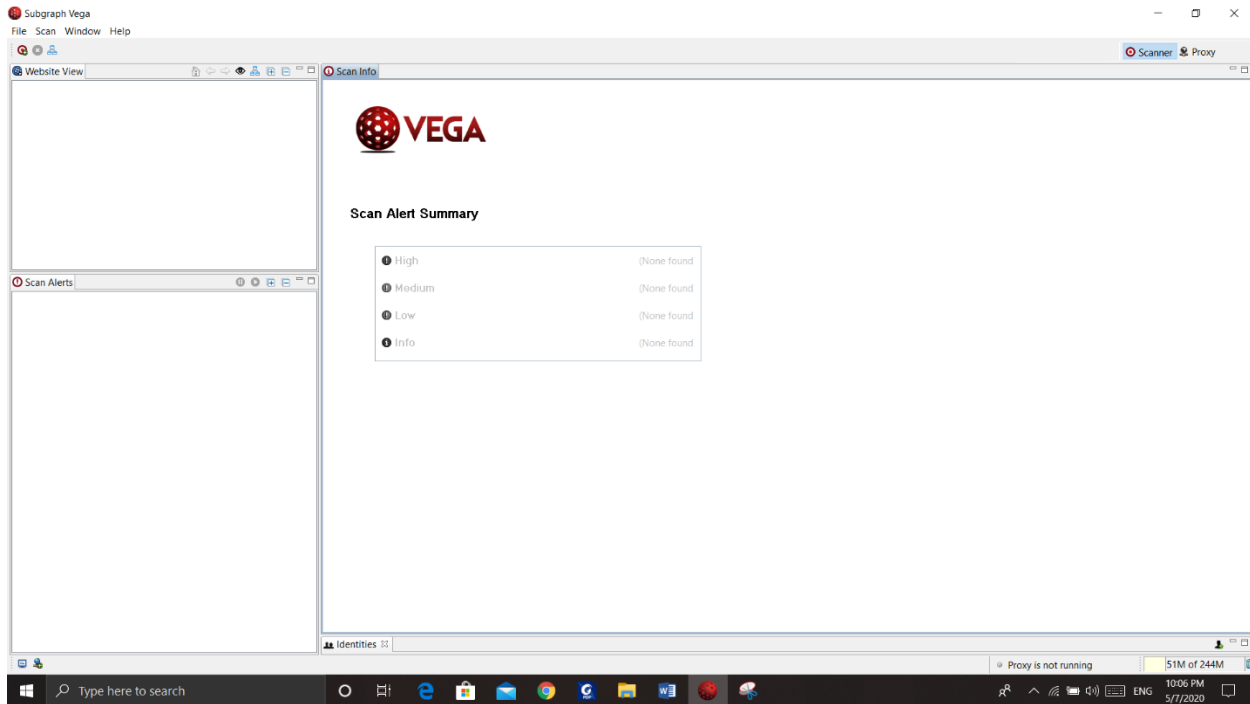 Subgraph Vega
File Scan Window Help
Scanner Proxy
Website View
Scan Info
VEGA
Scan Alert Summary
High (None found
Medium (None found
Low (None found
Info (None found
Scan Alerts
Identities
Proxy is not running 51M of 244M
Type here to search
ENG
10:06 PM
5/7/2020